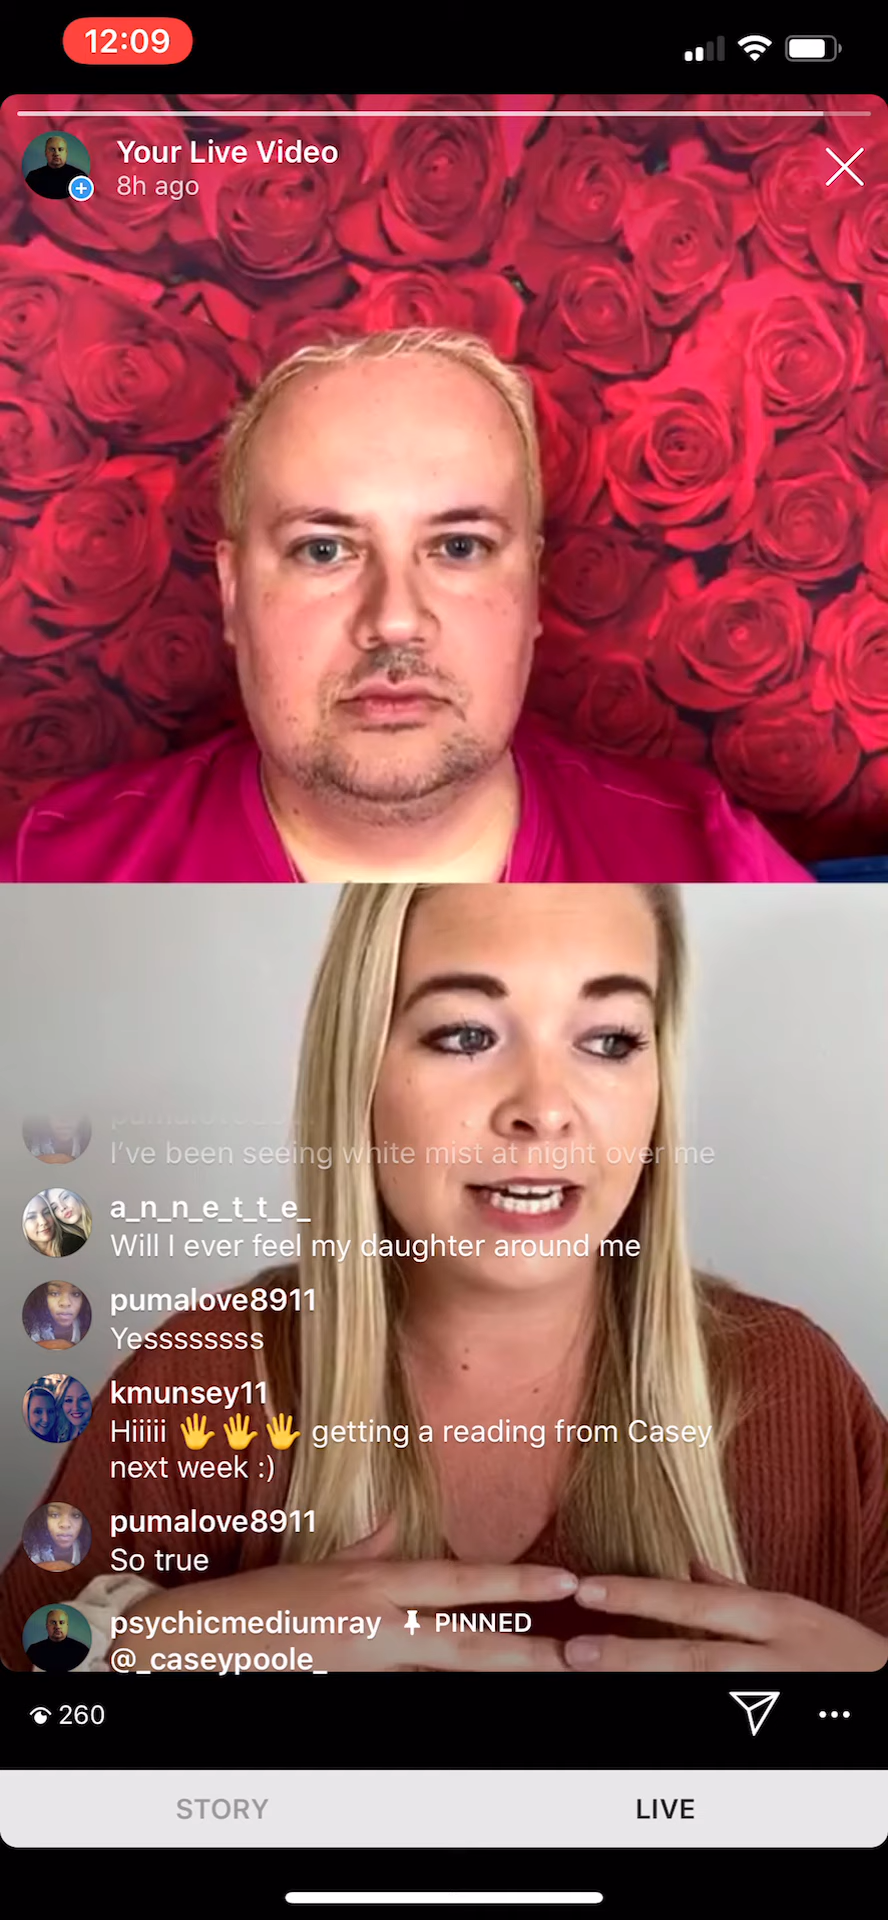 12:09
Your Live Video
8h ago
I've been seeing white mist at night over me
a_n_n_e_t_t_e_
Will I ever feel my daughter around me
pumalove8911
Yessssssss
kmunsey11
Hiiiii 🖐🖐🖐 getting a reading from Casey
next week :)
pumalove8911
So true
psychicmediumray PINNED
@_caseypoole_
260
STORY
LIVE